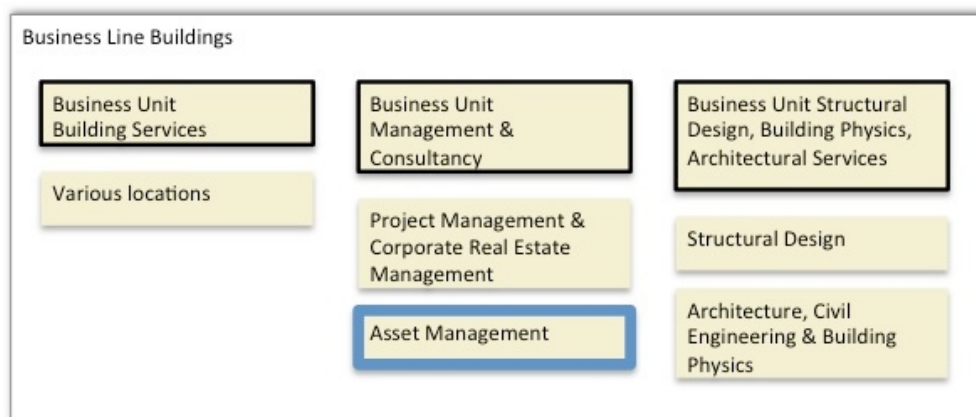 Business Line Buildings
Business Unit
Building Services
Various locations
Business Unit
Management &
Consultancy
Project Management &
Corporate Real Estate
Management
Asset Management
Business Unit Structural
Design, Building Physics,
Architectural Services
Structural Design
Architecture, Civil
Engineering & Building
Physics